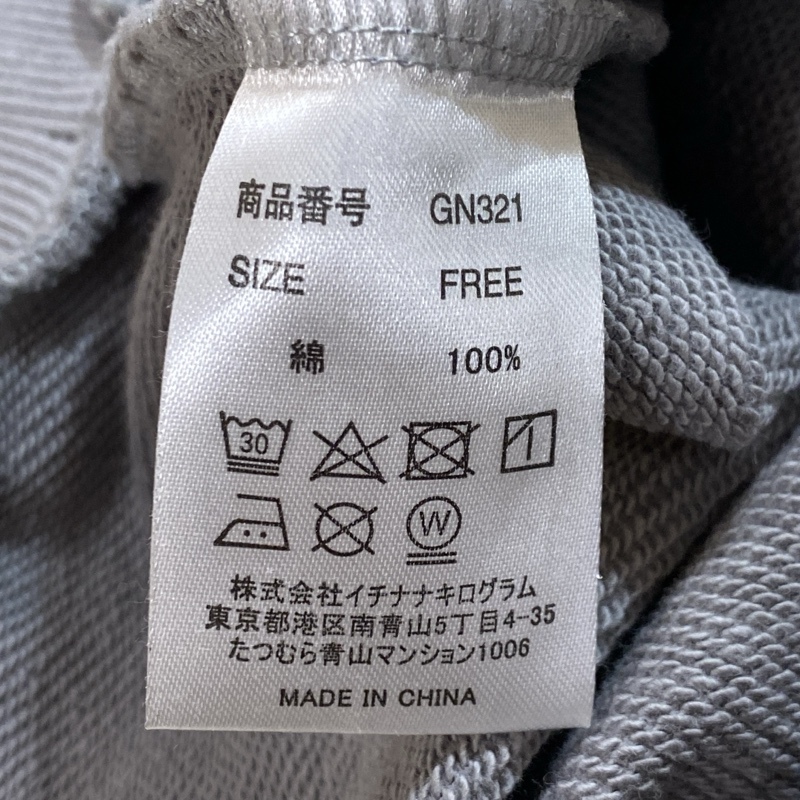 商品番号 GN321
SIZE FREE
綿 100%
30
W
株式会社イチナナキログラム
東京都港区南青山5丁目4-35
たつむら青山マンション1006
MADE IN CHINA